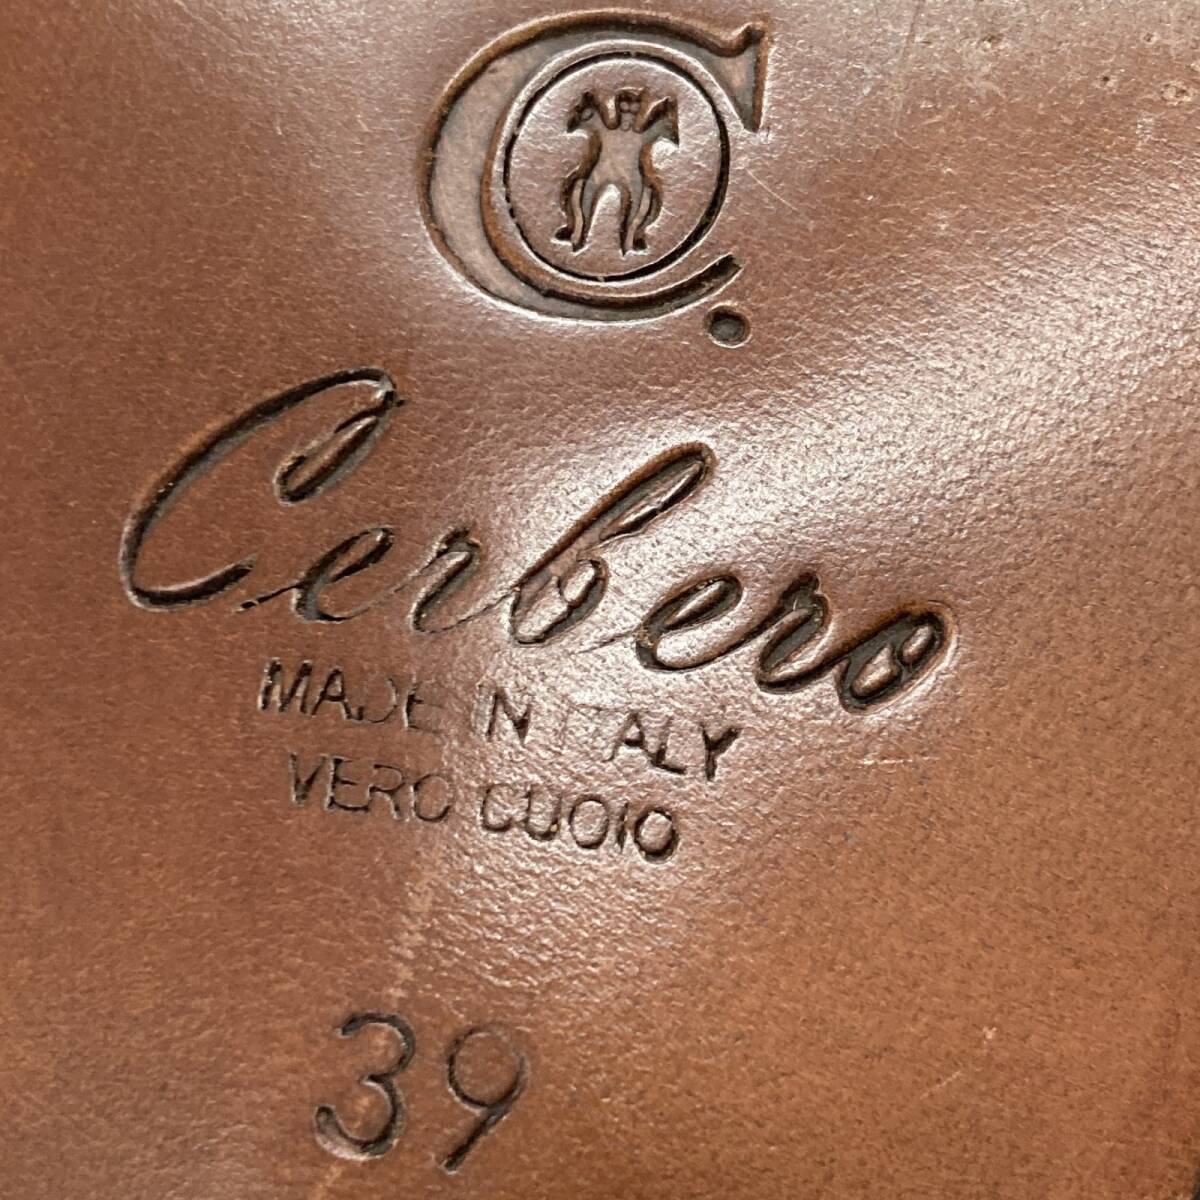 C.
Cerbero
MADE IN ITALY
VERO CUOIO
39